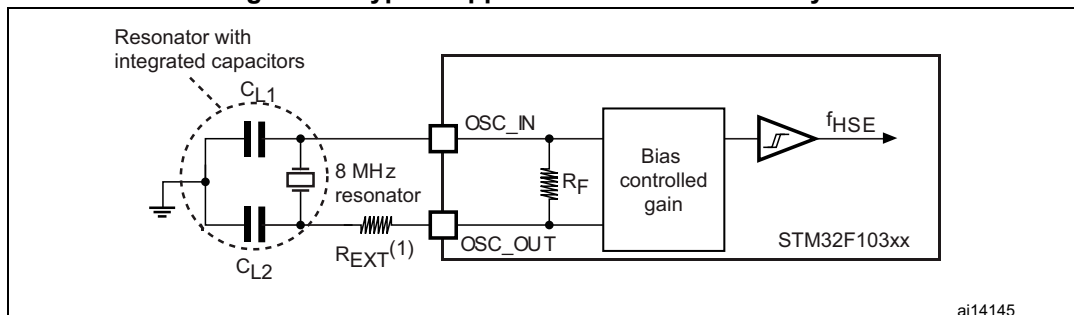 Resonator with
integrated capacitors
CL1
OSC_IN
fHSE
8 MHz
resonator
RF
Bias
controlled
gain
REXT(1)
OSC_OUT
STM32F103xx
CL2
ai14145